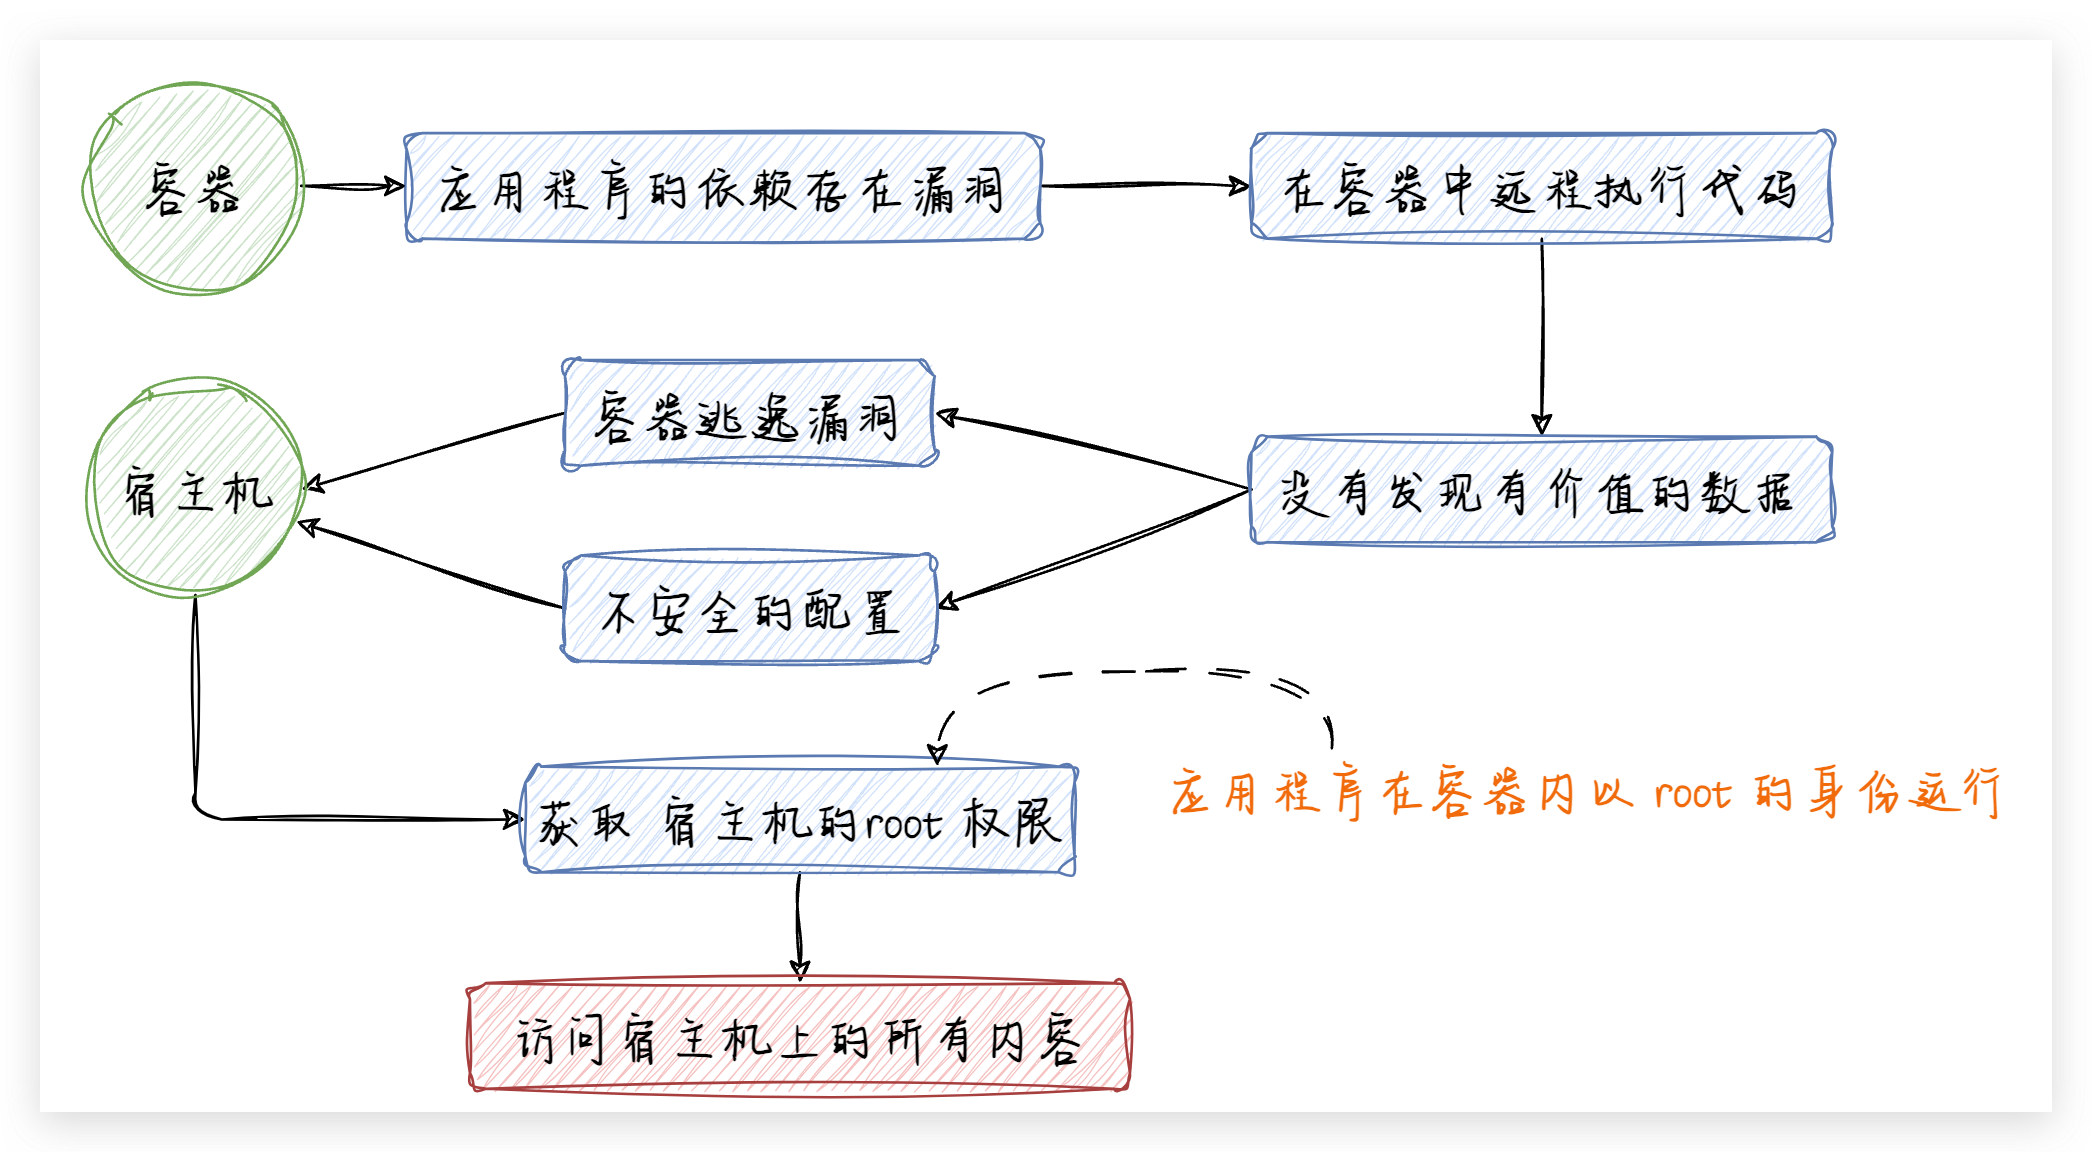 容器
应用程序的依赖存在漏洞
在容器中远程执行代码
容器逃逸漏洞
宿主机
没有发现有价值的数据
不安全的配置
应用程序在容器内以 root 的身份运行
获取 宿主机的root 权限
访问宿主机上的所有内容